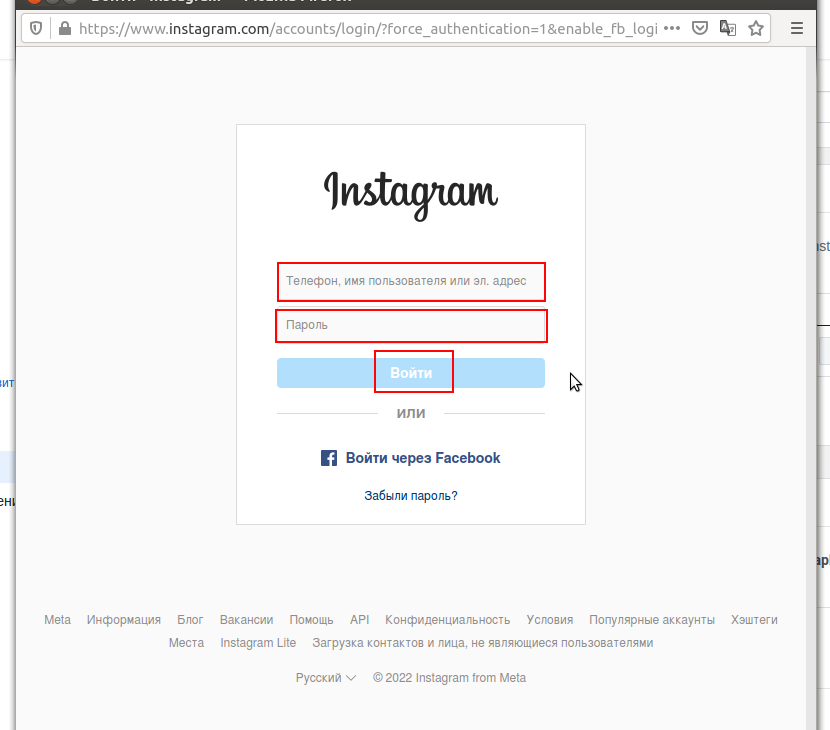 https://www.instagram.com/accounts/login/?force_authentication=1&enable_fb_logi
Instagram
Телефон, имя пользователя или эл. адрес
Пароль
Войти
ИЛИ
Войти через Facebook
Забыли пароль?
Meta Информация Блог Вакансии Помощь API Конфиденциальность Условия Популярные аккаунты Хэштеги
Места Instagram Lite Загрузка контактов и лица, не являющиеся пользователями
Русский © 2022 Instagram from Meta